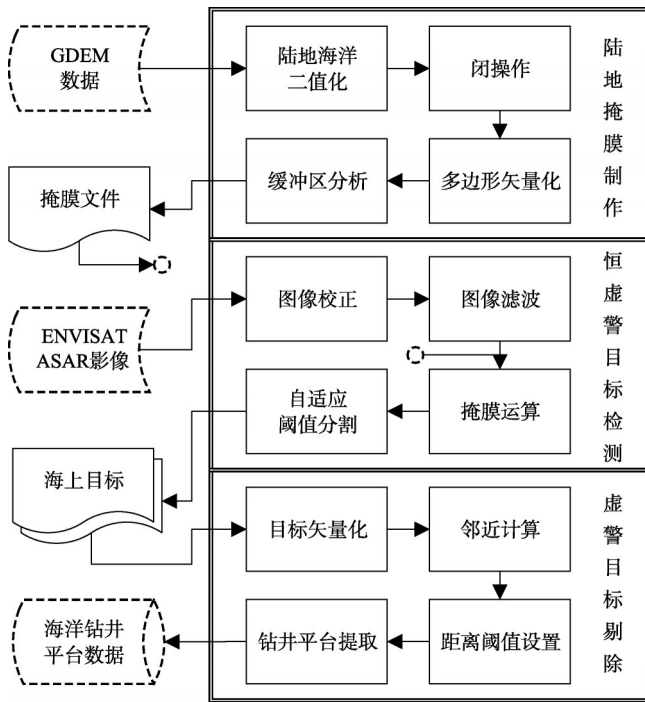 GDEM
数据
陆地海洋
二值化
闭操作
陆地掩膜制作
掩膜文件
缓冲区分析
多边形矢量化
ENVISAT
ASAR影像
图像校正
图像滤波
恒虚警目标检测
自适应
阈值分割
掩膜运算
海上目标
目标矢量化
邻近计算
虚警目标剔除
海洋钻井
平台数据
钻井平台提取
距离阈值设置